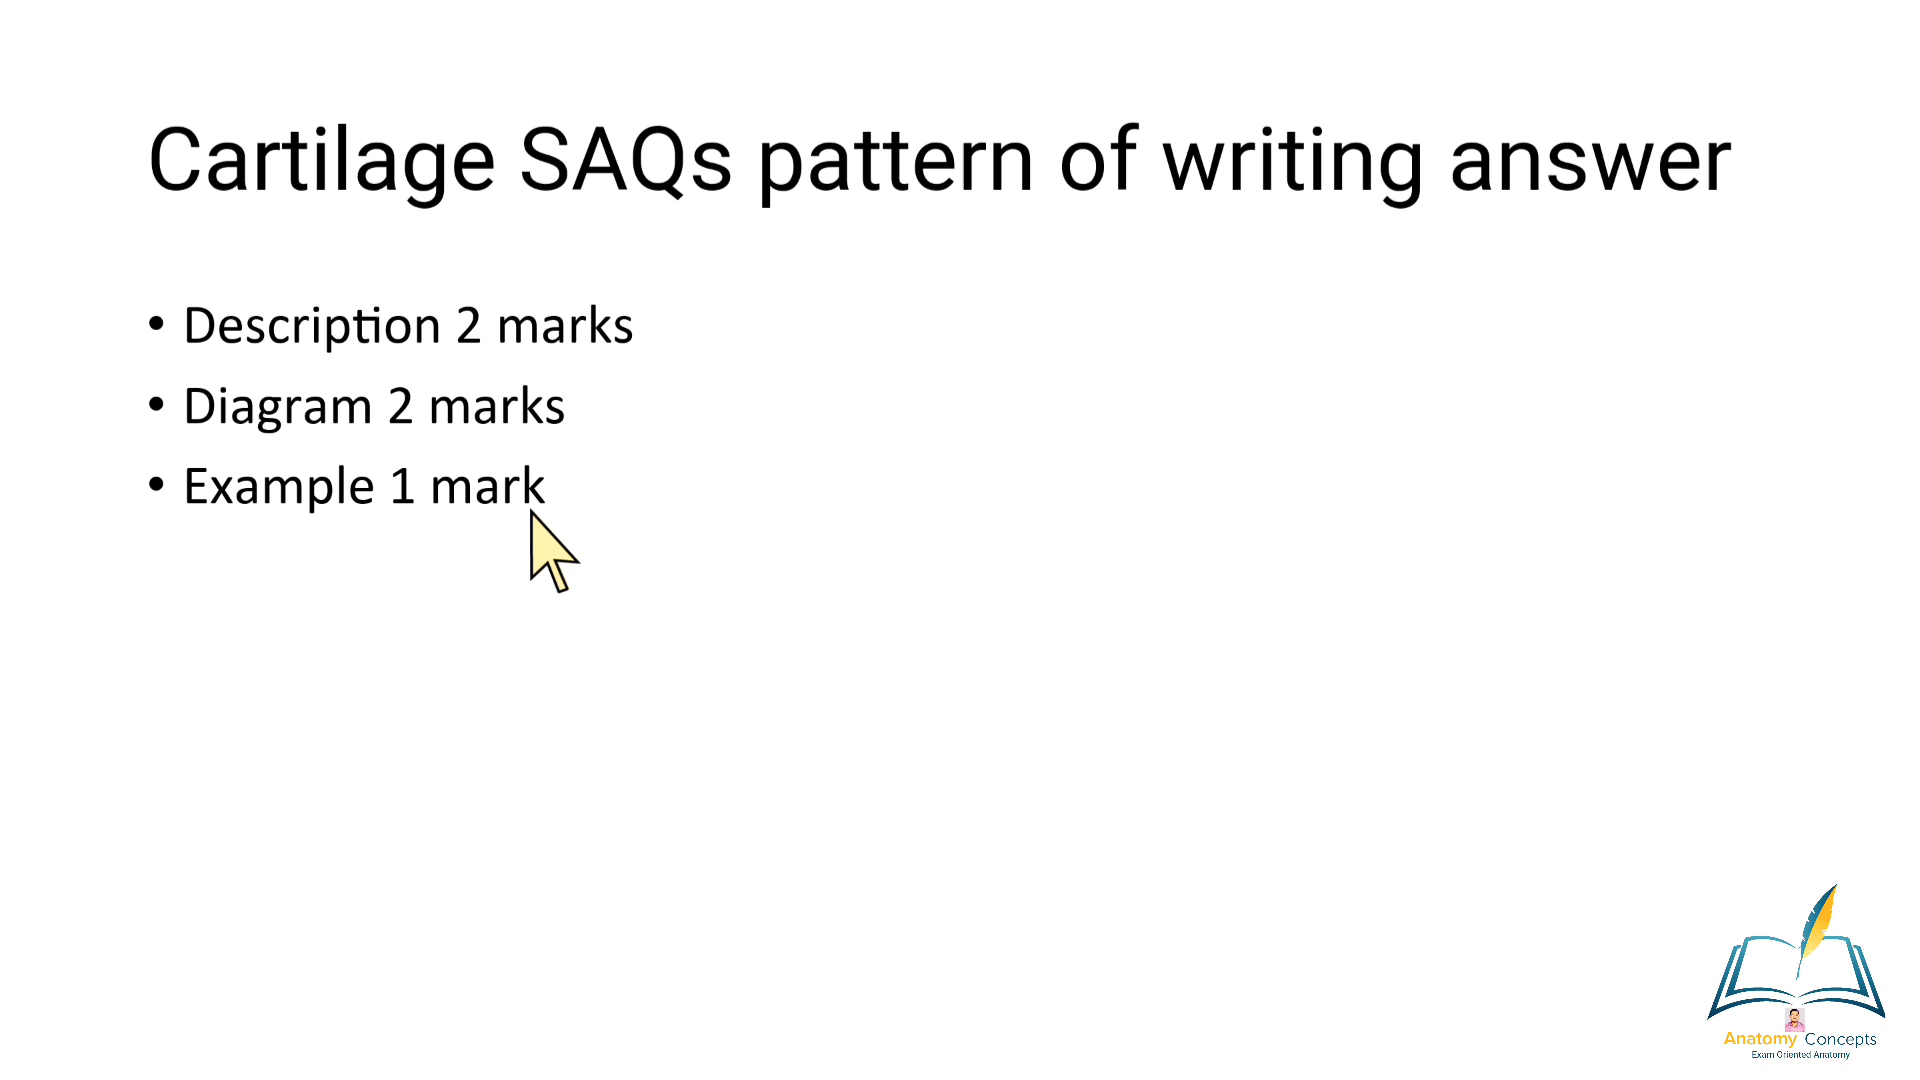 Cartilage SAQs pattern of writing answer
• Description 2 marks
• Diagram 2 marks
• Example 1 mark
Anatomy Concepts
Exam Oriented Anatomy